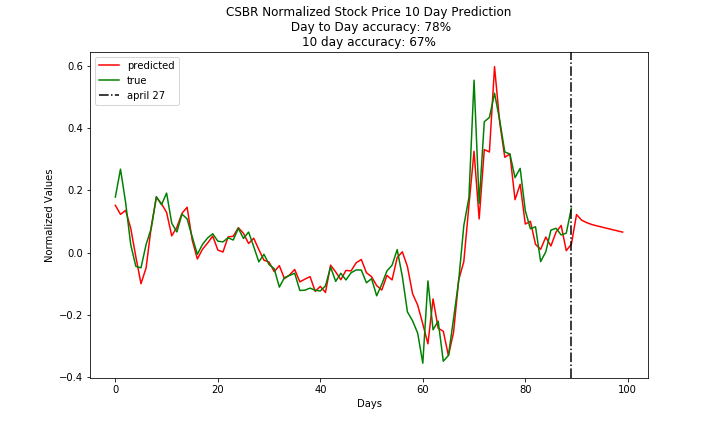 CSBR Normalized Stock Price 10 Day Prediction
Day to Day accuracy: 78%
10 day accuracy: 67%
predicted
true
april 27
Normalized Values
0.6
0.4
0.2
0.0
−0.2
−0.4
0 20 40 60 80 100
Days